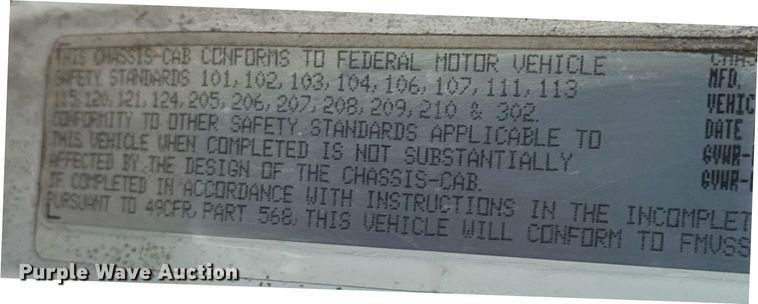 THIS CHASSIS-CAB CONFORMS TO FEDERAL MOTOR VEHICLE
SAFETY STANDARDS 101, 102, 103, 104, 106, 107, 111, 113
115, 120, 121, 124, 205, 206, 207, 208, 209, 210 & 302.
CONFORMITY TO OTHER SAFETY STANDARDS APPLICABLE TO
THIS VEHICLE WHEN COMPLETED IS NOT SUBSTANTIALLY
AFFECTED BY THE DESIGN OF THE CHASSIS-CAB.
IF COMPLETED IN ACCORDANCE WITH INSTRUCTIONS IN THE INCOMPLET
PURSUANT TO 49CFR, PART 568, THIS VEHICLE WILL CONFORM TO FMVSS
CHAS
MFD.
VEHIC
DATE
GVWR-
GVWR-
Purple Wave Auction